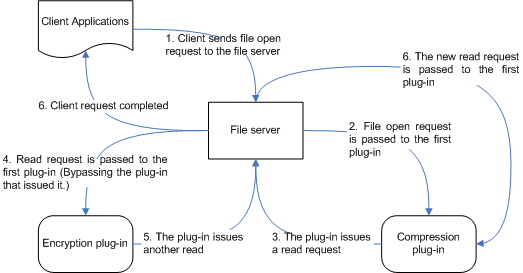 Client Applications
1. Client sends file open
request to the file server
6. The new read request
is passed to the first
plug-in
6. Client request completed
File server
2. File open request
is passed to the first
plug-in
4. Read request is passed to the
first plug-in (Bypassing the plug-in
that issued it.)
Encryption plug-in
5. The plug-in issues
another read
3. The plug-in issues
a read request
Compression
plug-in